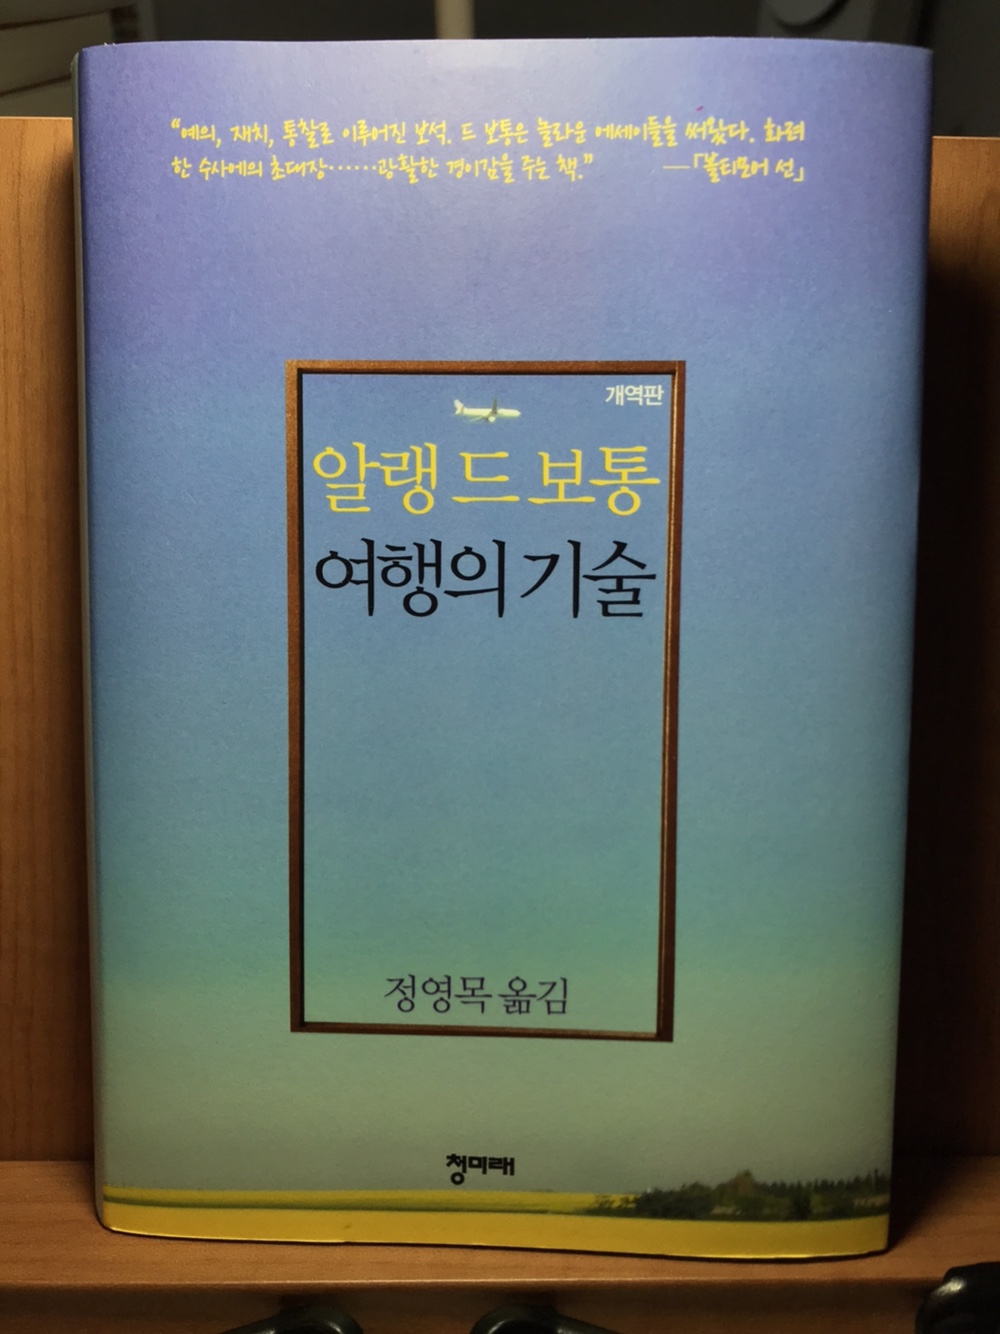 “예의, 재치, 통찰로 이루어진 보석. 드 보통은 놀라운 에세이들을 써왔다. 화려
한 수사에의 초대장……광활한 경이감을 주는 책.” —「볼티모어 선」
개역판
알랭 드 보통
여행의 기술
정영목 옮김
청미래